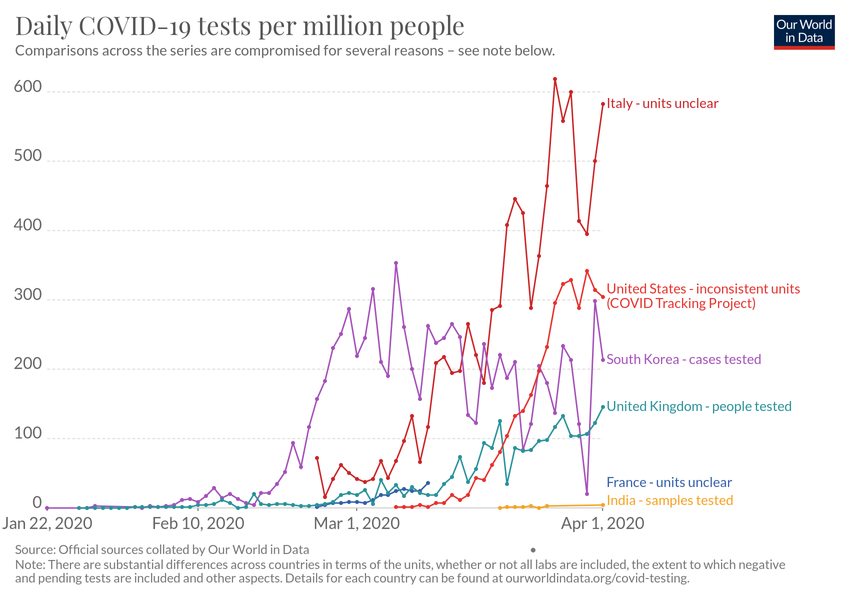 Daily COVID-19 tests per million people
Comparisons across the series are compromised for several reasons – see note below.
Our World
in Data
600
500
400
300
200
100
0
Italy - units unclear
United States - inconsistent units
(COVID Tracking Project)
South Korea - cases tested
United Kingdom - people tested
France - units unclear
India - samples tested
Jan 22, 2020
Feb 10, 2020
Mar 1, 2020
Apr 1, 2020
Source: Official sources collated by Our World in Data
Note: There are substantial differences across countries in terms of the units, whether or not all labs are included, the extent to which negative
and pending tests are included and other aspects. Details for each country can be found at ourworldindata.org/covid-testing.